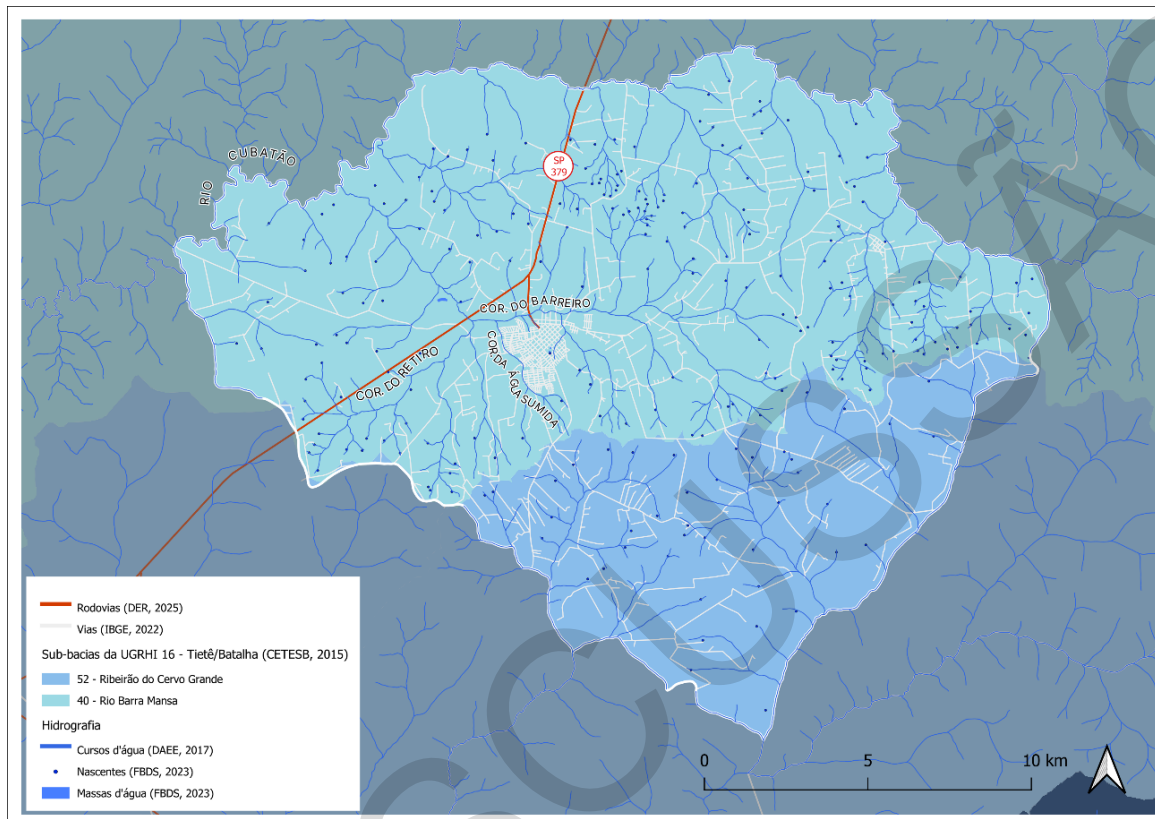 RIO
CUBATÃO
SP
379
COR. DO BARREIRO
COR. DO RETIRO
COR. DA ÁGUA SUMIDA
Rodovias (DER, 2025)
Vias (IBGE, 2022)
Sub-bacias da UGRHI 16 - Tietê/Batalha (CETESB, 2015)
52 - Ribeirão do Cervo Grande
40 - Rio Barra Mansa
Hidrografia
Cursos d'água (DAEE, 2017)
Nascentes (FBDS, 2023)
Massas d'água (FBDS, 2023)
0 5 10 km